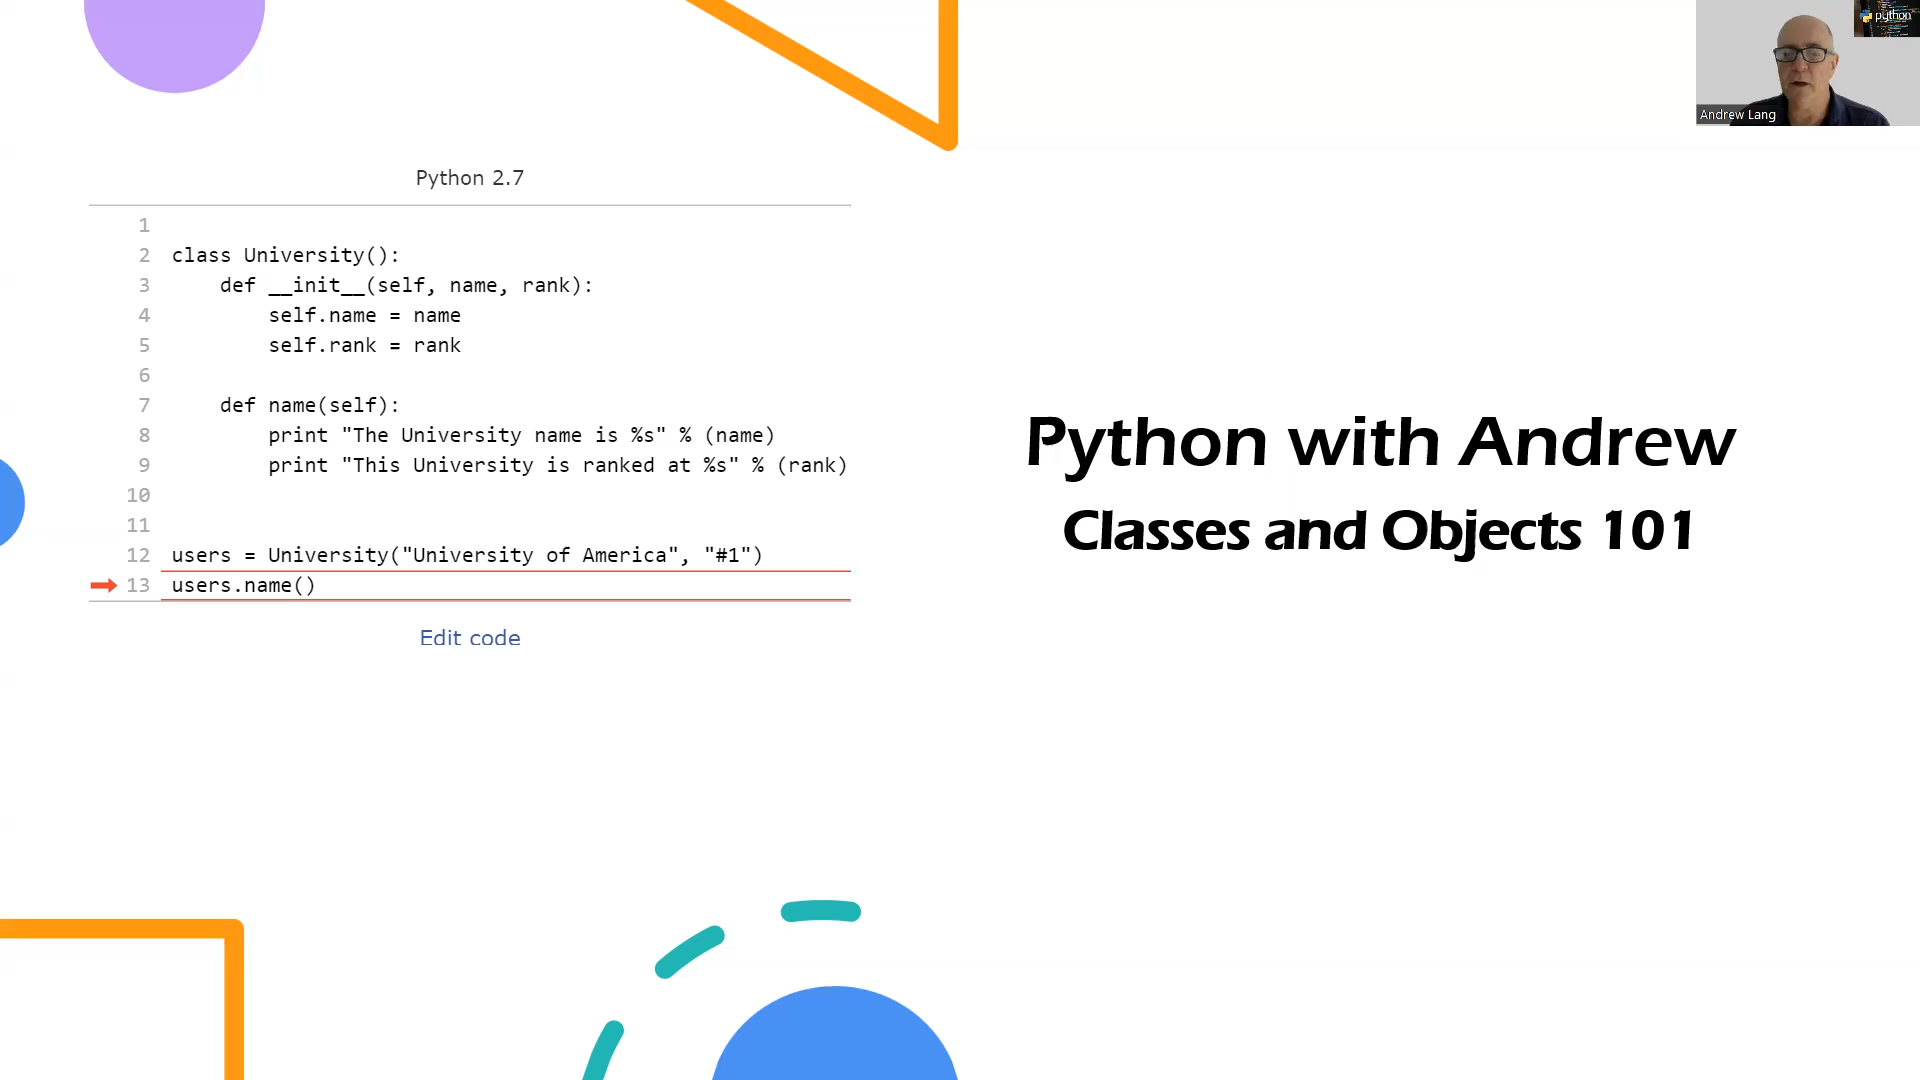 Python 2.7
1
2 class University():
3     def __init__(self, name, rank):
4         self.name = name
5         self.rank = rank
6
7     def name(self):
8         print "The University name is %s" % (name)
9         print "This University is ranked at %s" % (rank)
10
11
12 users = University("University of America", "#1")
13 users.name()
Edit code
Python with Andrew
Classes and Objects 101
python
Andrew Lang